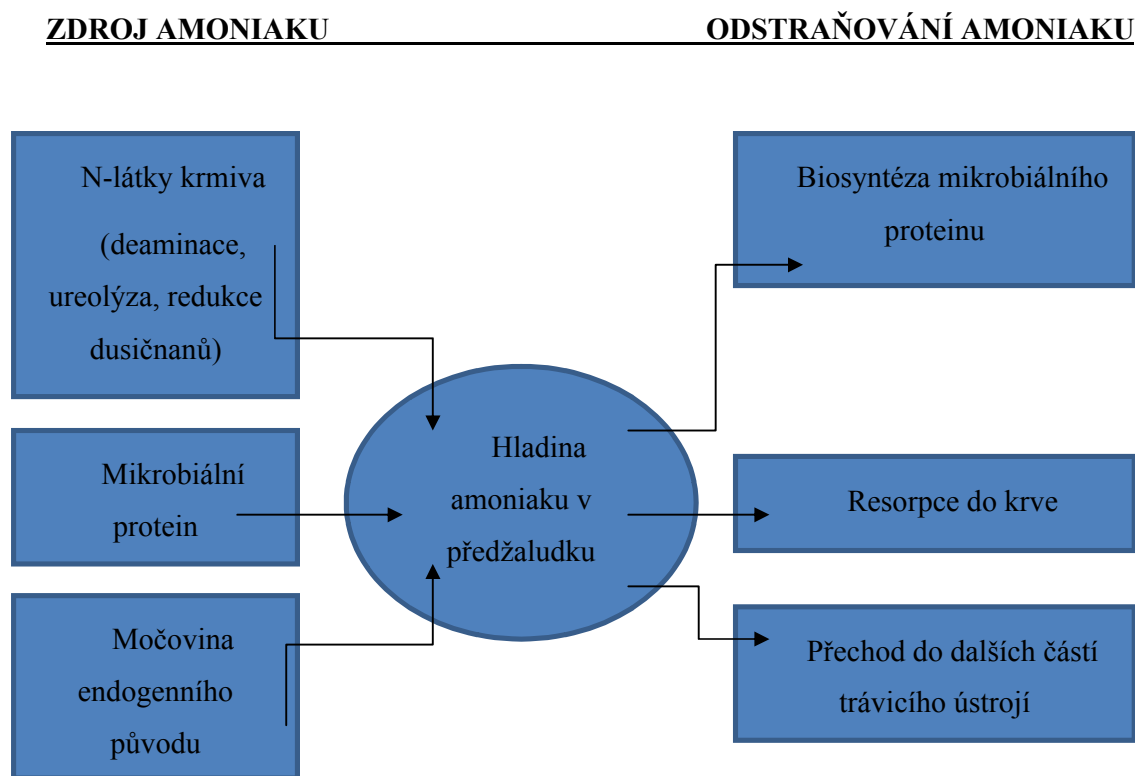 ZDROJ AMONIAKU ODSTRAŇOVÁNÍ AMONIAKU
N-látky krmiva
(deaminace,
ureolýza, redukce
dusičnanů)
Mikrobiální
protein
Močovina
endogenního
původu
Hladina
amoniaku v
předžaludku
Biosyntéza mikrobiálního
proteinu
Resorpce do krve
Přechod do dalších částí
trávicího ústrojí